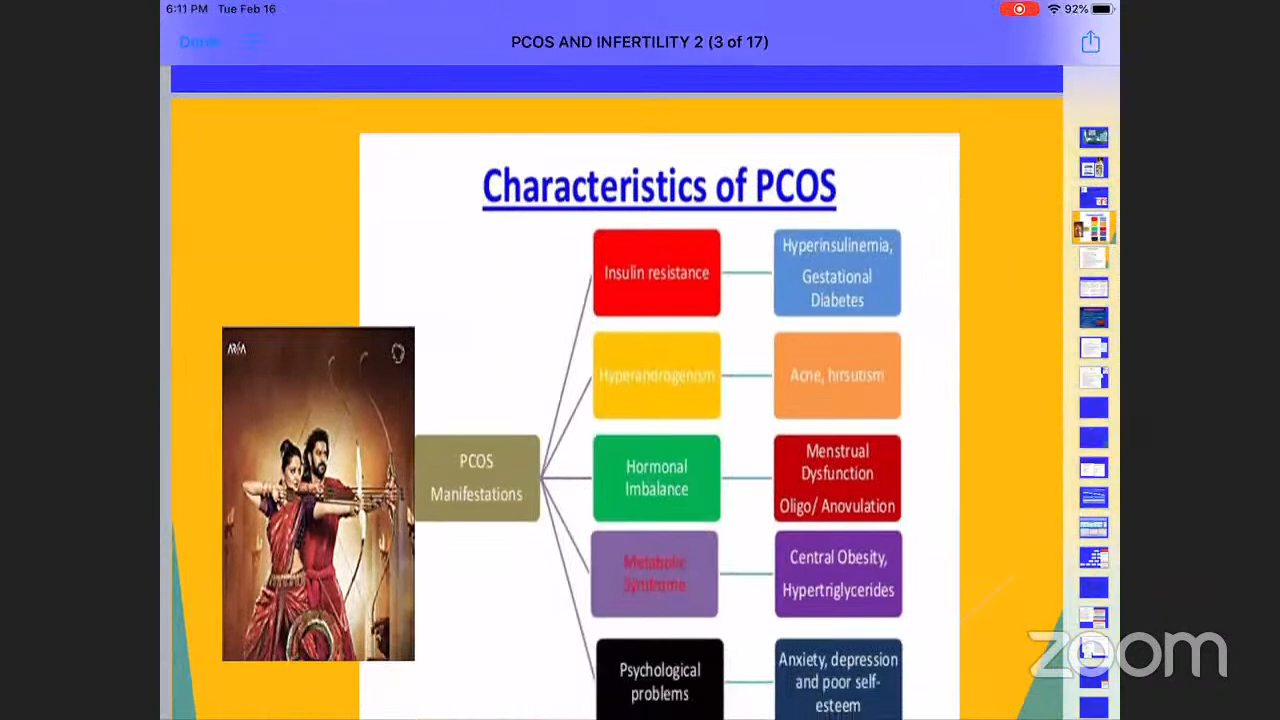 6:11 PM Tue Feb 16
92%
Done
PCOS AND INFERTILITY 2 (3 of 17)
Characteristics of PCOS
Insulin resistance
Hyperinsulinemia,
Gestational
Diabetes
Hyperandrogenism
Acne, hirsutism
PCOS
Manifestations
Hormonal
Imbalance
Menstrual
Dysfunction
Oligo/ Anovulation
Metabolic
Syndrome
Central Obesity,
Hypertriglycerides
Psychological
problems
Anxiety, depression
and poor self-
esteem
ARKA
zoom